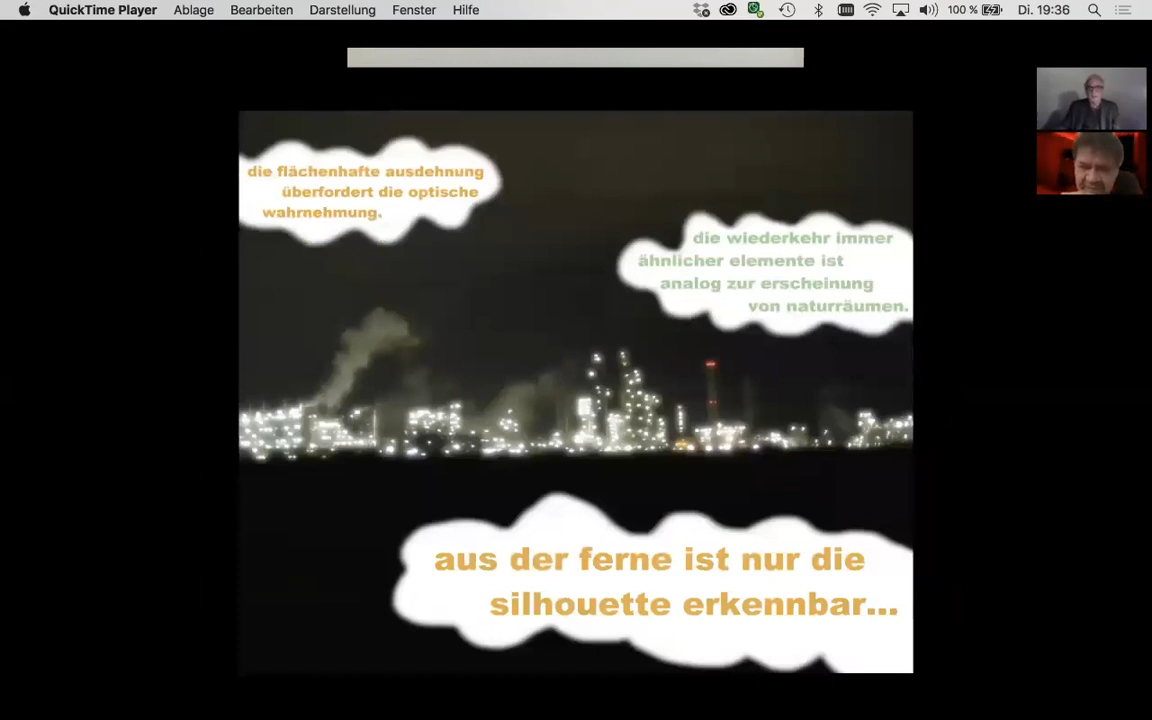 QuickTime Player Ablage Bearbeiten Darstellung Fenster Hilfe 100 % Di. 19:36
die flächenhafte ausdehnung
überfordert die optische
wahrnehmung.
die wiederkehr immer
ähnlicher elemente ist
analog zur erscheinung
von naturräumen.
aus der ferne ist nur die
silhouette erkennbar...